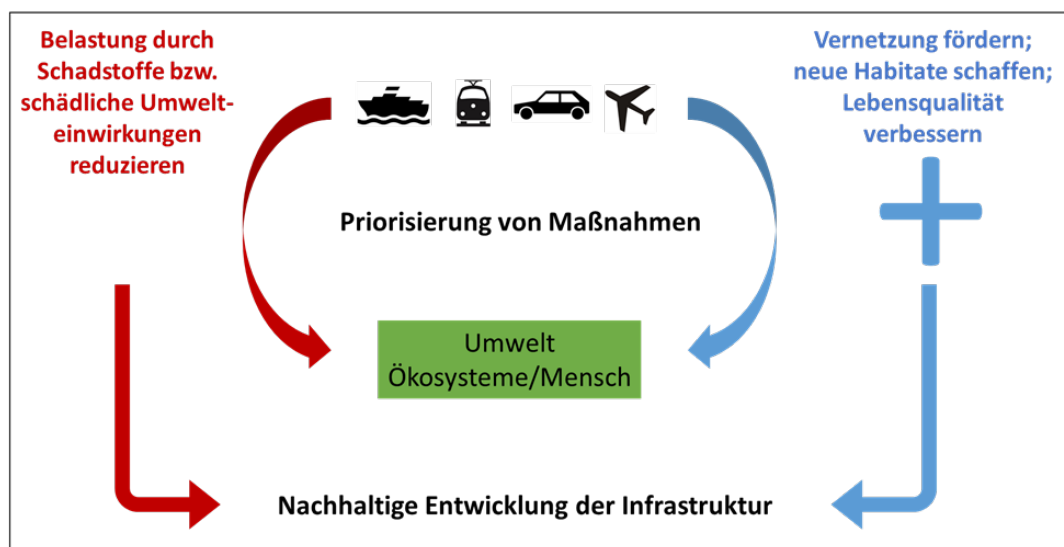 Belastung durch
Schadstoffe bzw.
schädliche Umwelt-
einwirkungen
reduzieren
Vernetzung fördern;
neue Habitate schaffen;
Lebensqualität
verbessern
Priorisierung von Maßnahmen
Umwelt
Ökosysteme/Mensch
Nachhaltige Entwicklung der Infrastruktur